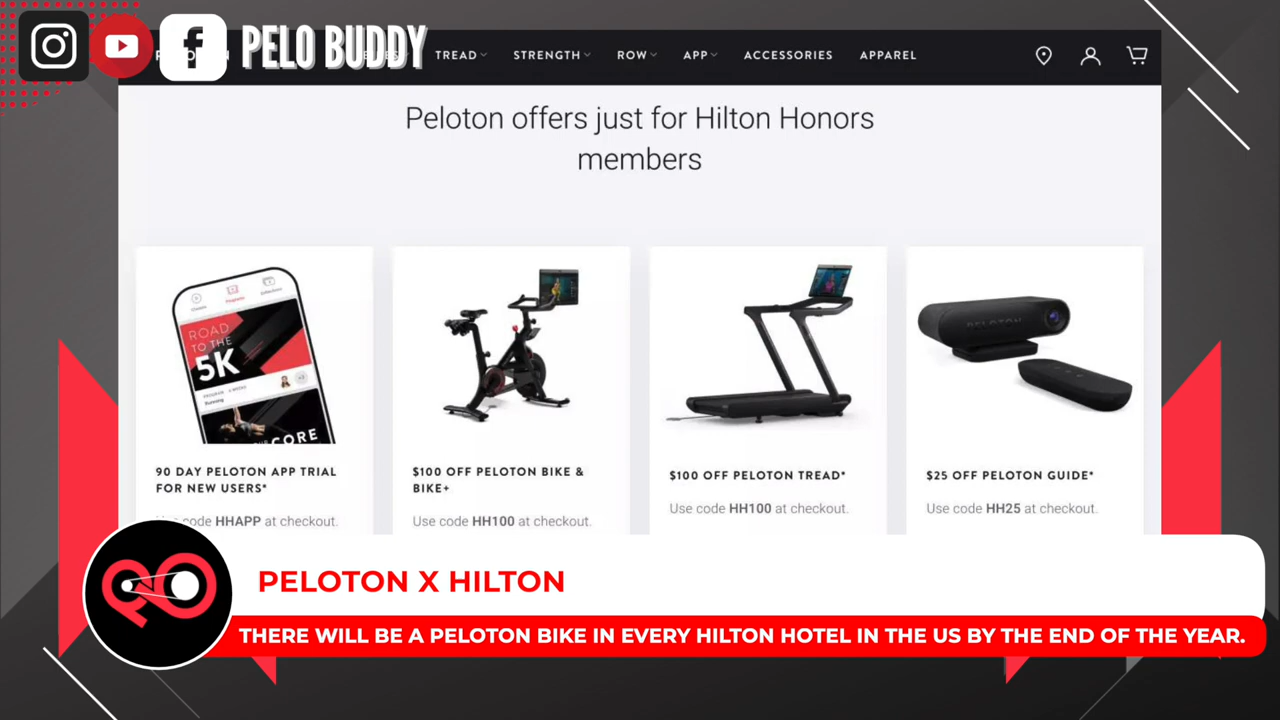 PELO BUDDY
TREAD
STRENGTH
ROW
APP
ACCESSORIES
APPAREL
Peloton offers just for Hilton Honors
members
ROAD
TO THE
5K
Running
CORE
PELOTON
90 DAY PELOTON APP TRIAL
FOR NEW USERS*
code HHAPP at checkout.
$100 OFF PELOTON BIKE &
BIKE+
Use code HH100 at checkout.
$100 OFF PELOTON TREAD*
Use code HH100 at checkout.
$25 OFF PELOTON GUIDE*
Use code HH25 at checkout.
PELOTON X HILTON
THERE WILL BE A PELOTON BIKE IN EVERY HILTON HOTEL IN THE US BY THE END OF THE YEAR.